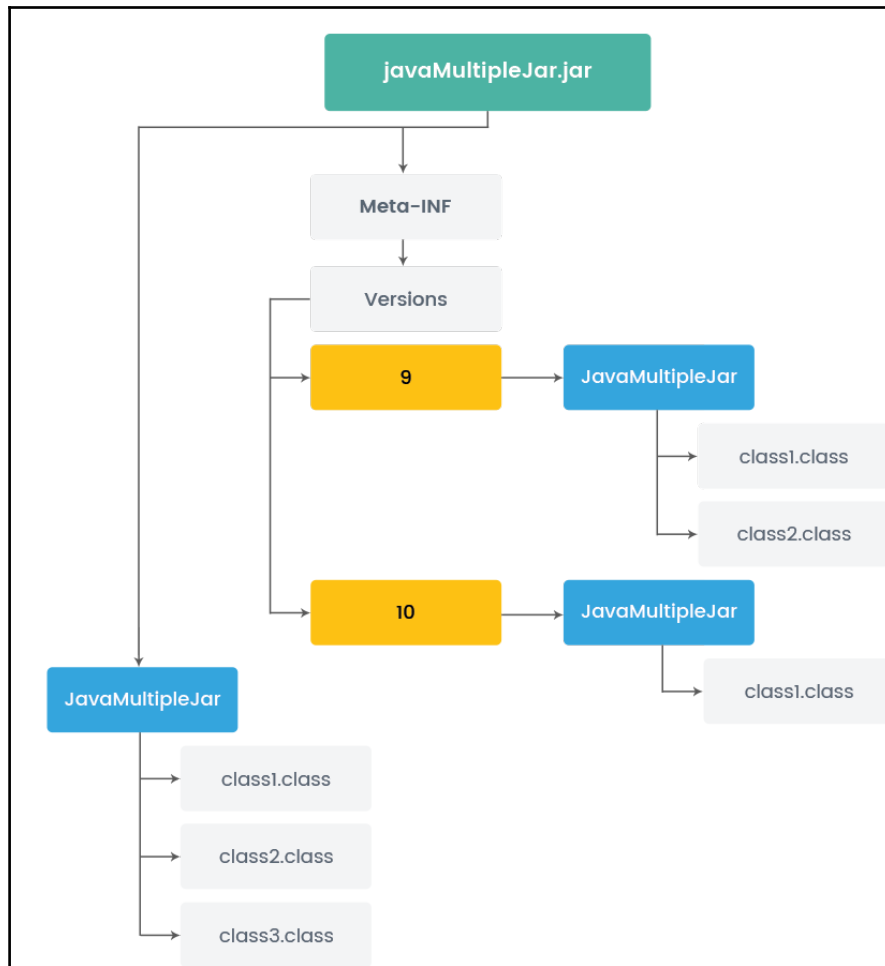 javaMultipleJar.jar
Meta-INF
Versions
9
JavaMultipleJar
class1.class
class2.class
10
JavaMultipleJar
class1.class
JavaMultipleJar
class1.class
class2.class
class3.class